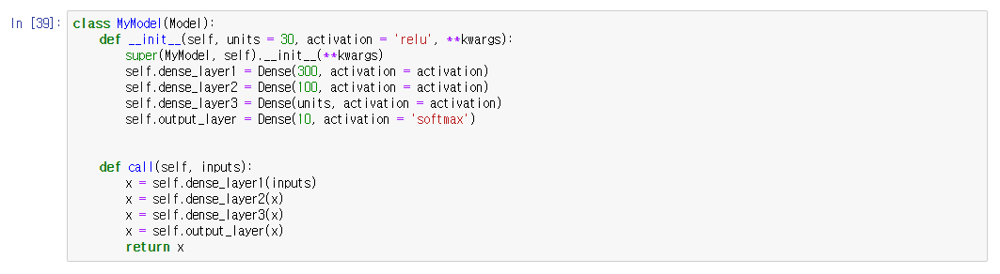 In [39]:
class MyModel(Model):
    def __init__(self, units = 30, activation = 'relu', **kwargs):
        super(MyModel, self).__init__(**kwargs)
        self.dense_layer1 = Dense(300, activation = activation)
        self.dense_layer2 = Dense(100, activation = activation)
        self.dense_layer3 = Dense(units, activation = activation)
        self.output_layer = Dense(10, activation = 'softmax')
    def call(self, inputs):
        x = self.dense_layer1(inputs)
        x = self.dense_layer2(x)
        x = self.dense_layer3(x)
        x = self.output_layer(x)
        return x